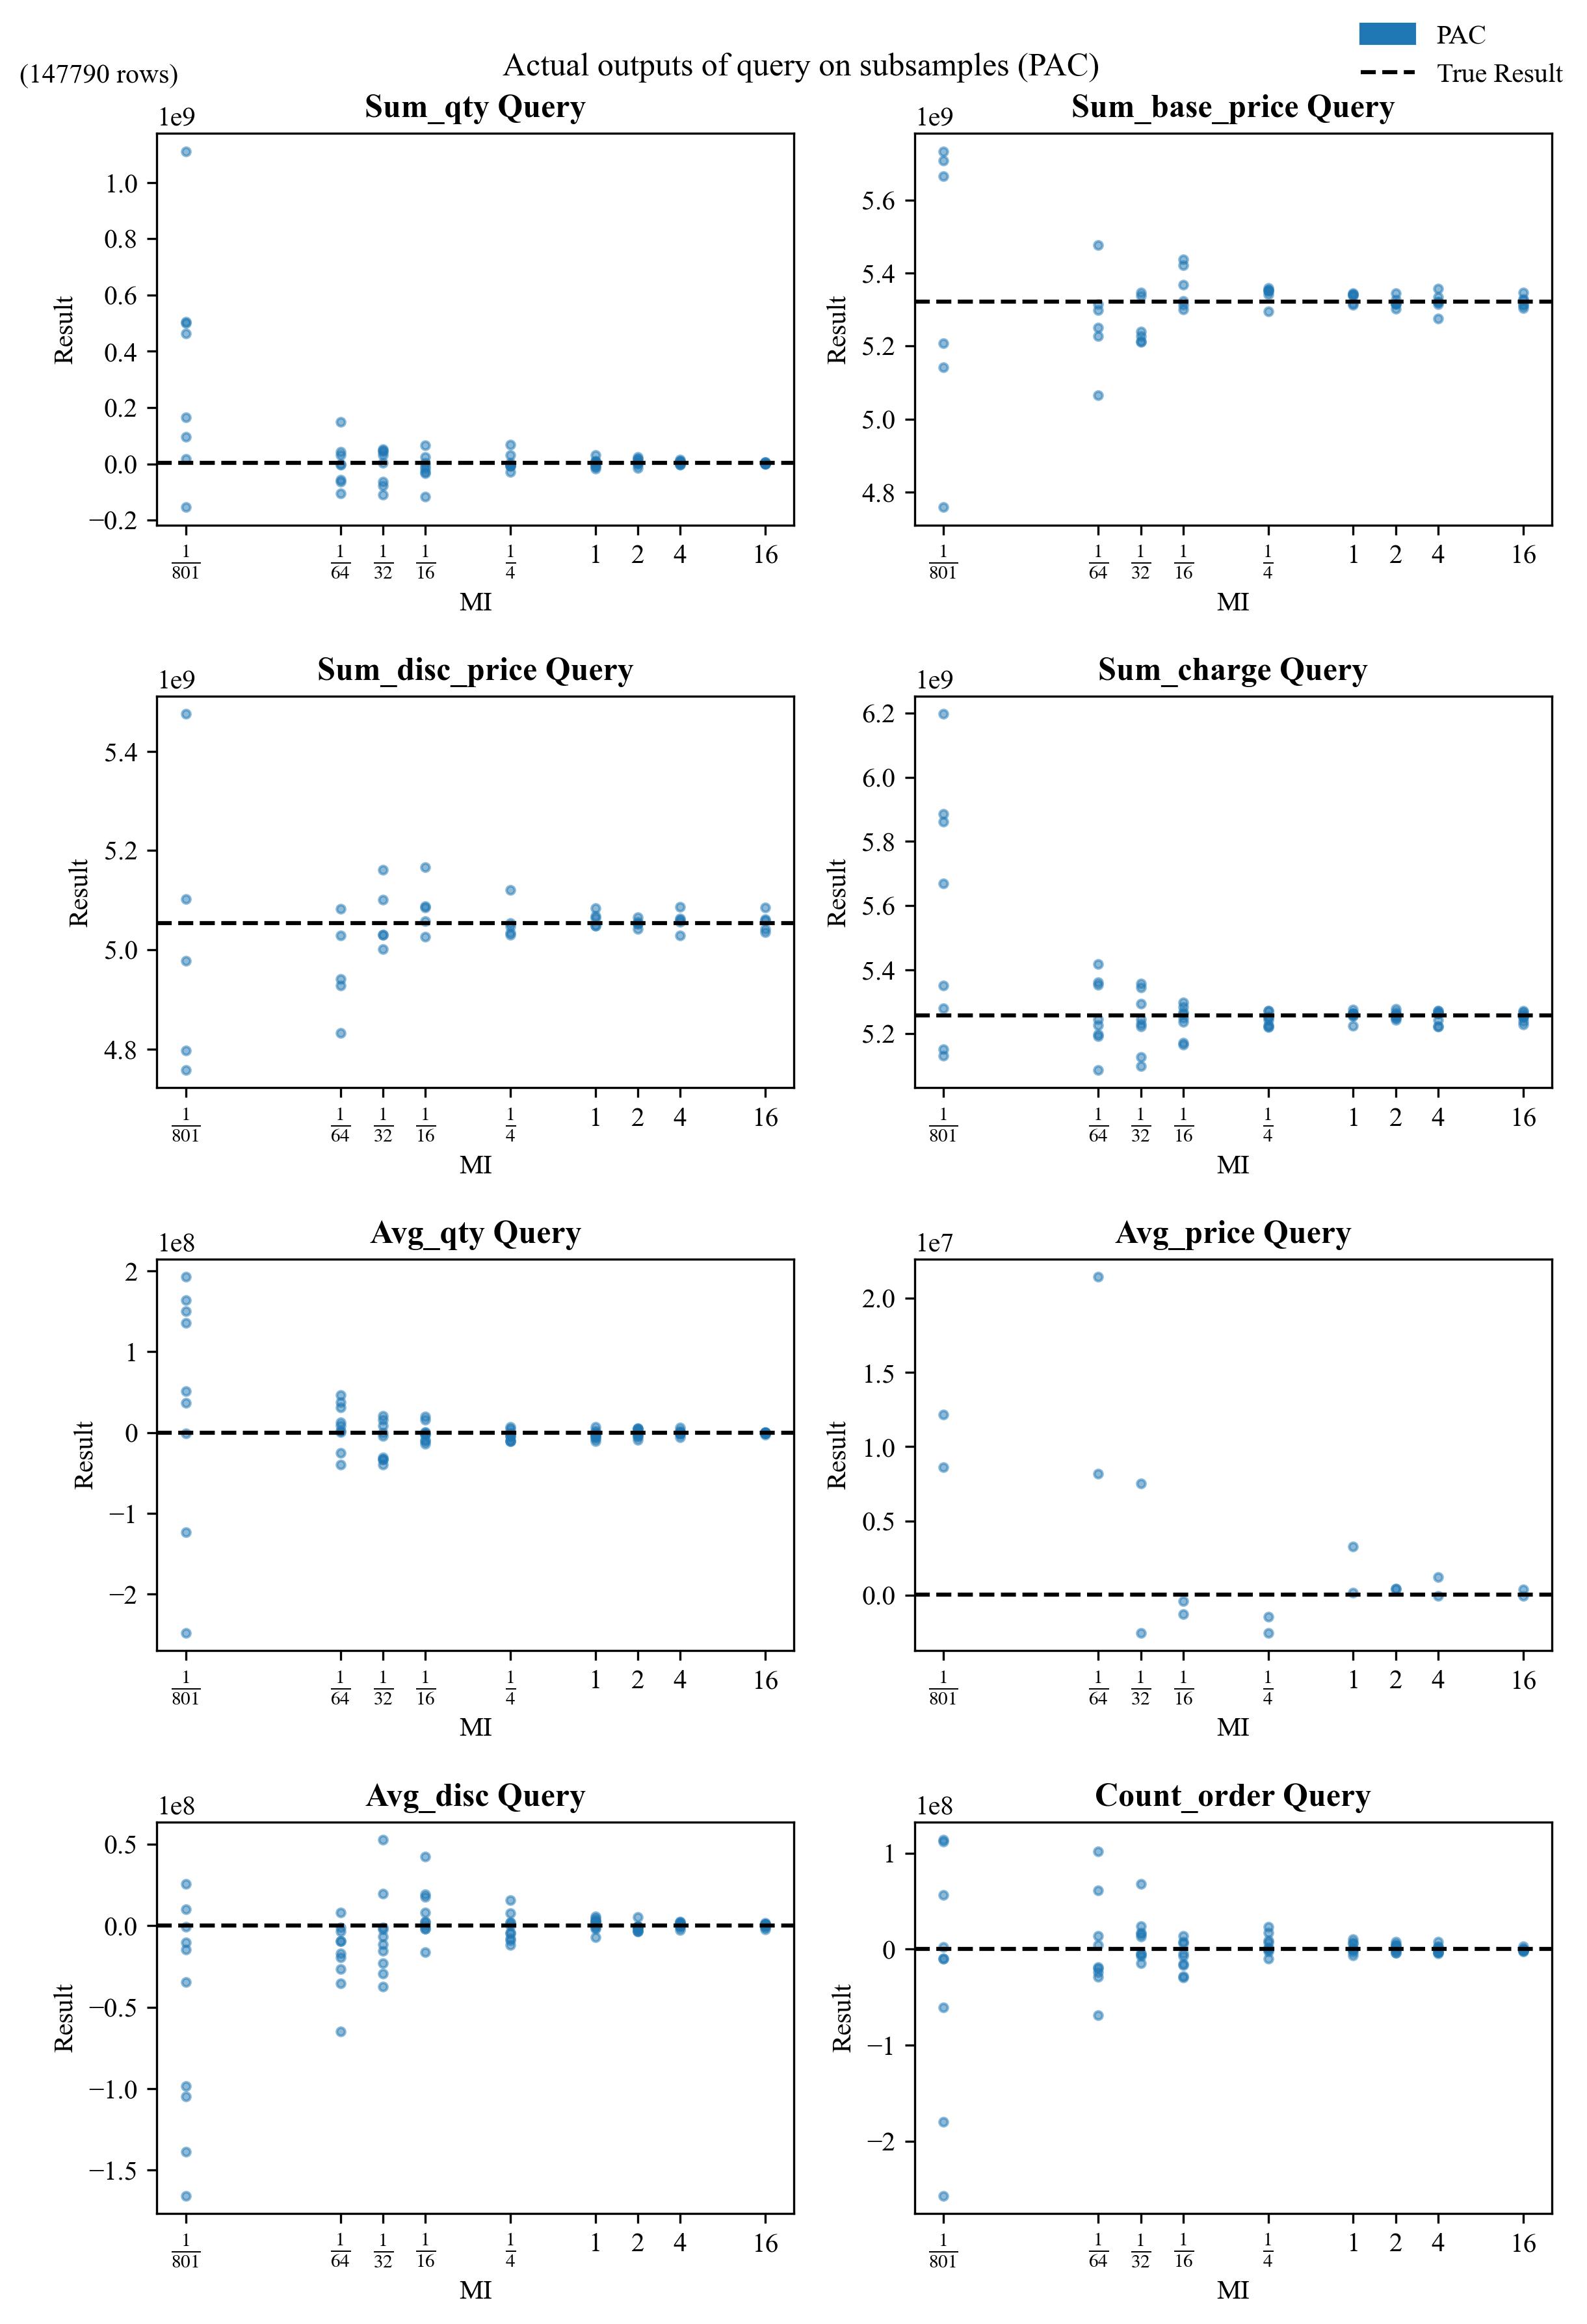 PAC
(147790 rows)
Actual outputs of query on subsamples (PAC)
True Result
Sum_qty Query
1e9
1.0
0.8
0.6
0.4
0.2
0.0
−0.2
Result
1/801 1/64 1/32 1/16 1/4 1 2 4 16
MI
Sum_base_price Query
1e9
5.6
5.4
5.2
5.0
4.8
Result
1/801 1/64 1/32 1/16 1/4 1 2 4 16
MI
Sum_disc_price Query
1e9
5.4
5.2
5.0
4.8
Result
1/801 1/64 1/32 1/16 1/4 1 2 4 16
MI
Sum_charge Query
1e9
6.2
6.0
5.8
5.6
5.4
5.2
Result
1/801 1/64 1/32 1/16 1/4 1 2 4 16
MI
Avg_qty Query
1e8
2
1
0
−1
−2
Result
1/801 1/64 1/32 1/16 1/4 1 2 4 16
MI
Avg_price Query
1e7
2.0
1.5
1.0
0.5
0.0
Result
1/801 1/64 1/32 1/16 1/4 1 2 4 16
MI
Avg_disc Query
1e8
0.5
0.0
−0.5
−1.0
−1.5
Result
1/801 1/64 1/32 1/16 1/4 1 2 4 16
MI
Count_order Query
1e8
1
0
−1
−2
Result
1/801 1/64 1/32 1/16 1/4 1 2 4 16
MI